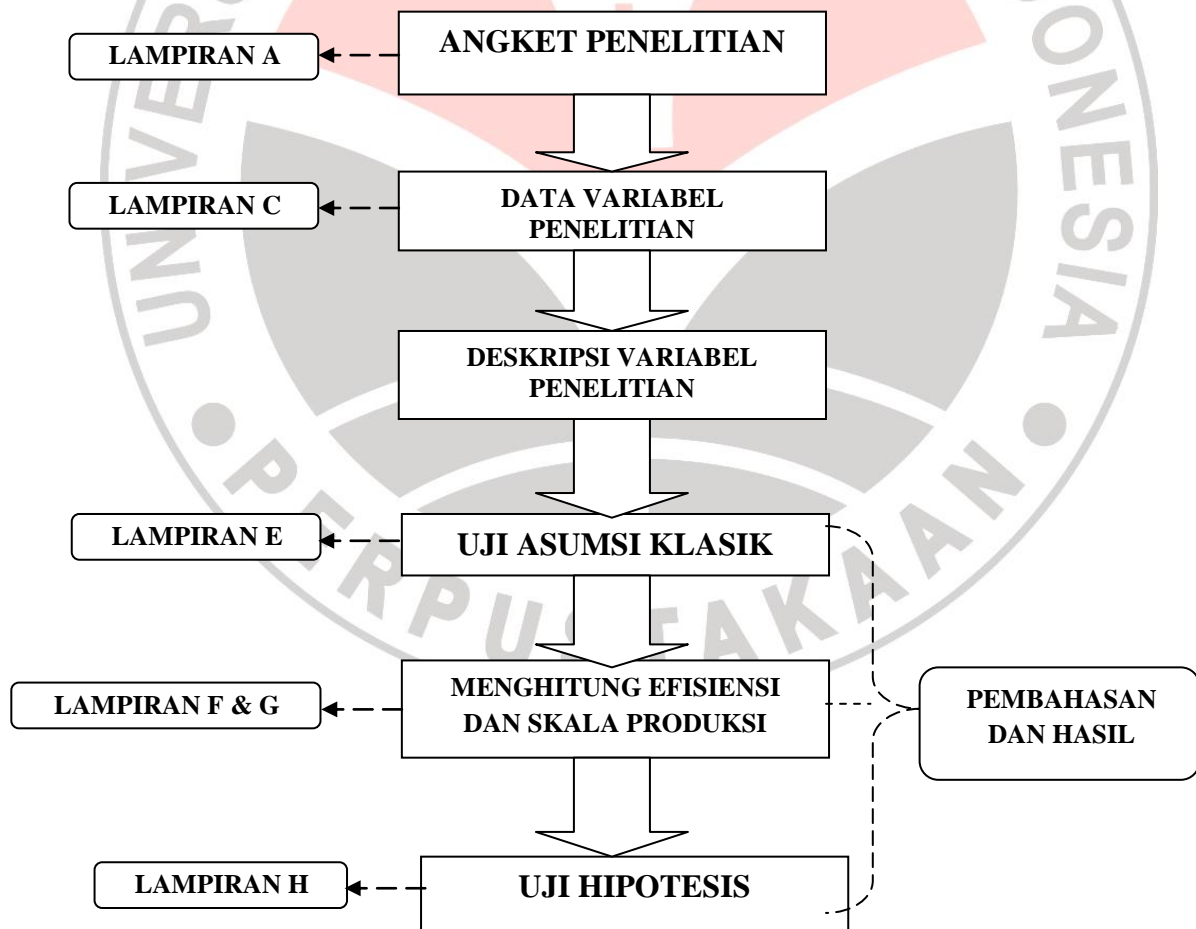 ANGKET PENELITIAN
LAMPIRAN A
DATA VARIABEL
PENELITIAN
LAMPIRAN C
DESKRIPSI VARIABEL
PENELITIAN
UJI ASUMSI KLASIK
LAMPIRAN E
MENGHITUNG EFISIENSI
DAN SKALA PRODUKSI
LAMPIRAN F & G
PEMBAHASAN
DAN HASIL
UJI HIPOTESIS
LAMPIRAN H
PERPUSTAKAAN